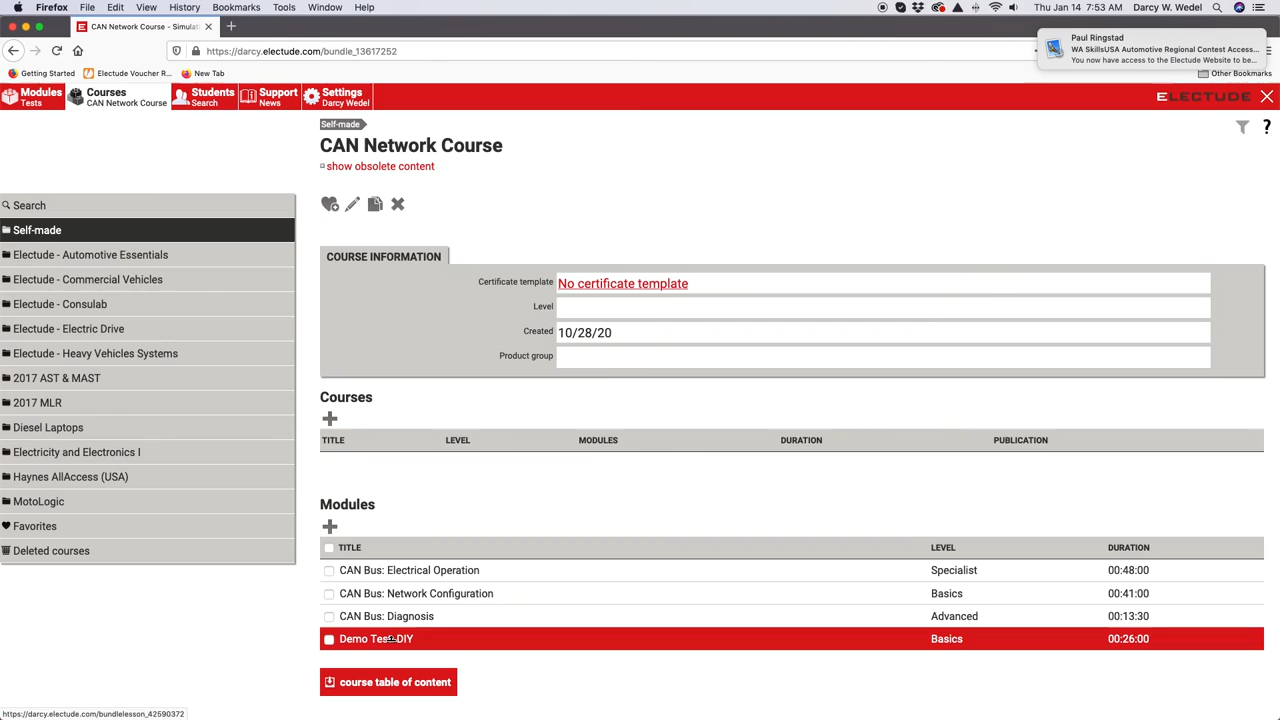 Firefox File Edit View History Bookmarks Tools Window Help
Thu Jan 14 7:53 AM Darcy W. Wedel
CAN Network Course - Simulat
https://darcy.electude.com/bundle_13617252
Paul Ringstad
WA SkillsUSA Automotive Regional Contest Access...
You now have access to the Electude Website to be...
Getting Started Electude Voucher R... New Tab
Other Bookmarks
Modules
Tests
Courses
CAN Network Course
Students
Search
Support
News
Settings
Darcy Wedel
ELECTUDE
Self-made
?
CAN Network Course
show obsolete content
Search
Self-made
Electude - Automotive Essentials
Electude - Commercial Vehicles
Electude - Consulab
Electude - Electric Drive
Electude - Heavy Vehicles Systems
2017 AST & MAST
2017 MLR
Diesel Laptops
Electricity and Electronics I
Haynes AllAccess (USA)
MotoLogic
Favorites
Deleted courses
COURSE INFORMATION
Certificate template No certificate template
Level
Created 10/28/20
Product group
Courses
TITLE LEVEL MODULES DURATION PUBLICATION
Modules
TITLE LEVEL DURATION
CAN Bus: Electrical Operation Specialist 00:48:00
CAN Bus: Network Configuration Basics 00:41:00
CAN Bus: Diagnosis Advanced 00:13:30
Demo Test DIY Basics 00:26:00
course table of content
https://darcy.electude.com/bundlelesson_42590372